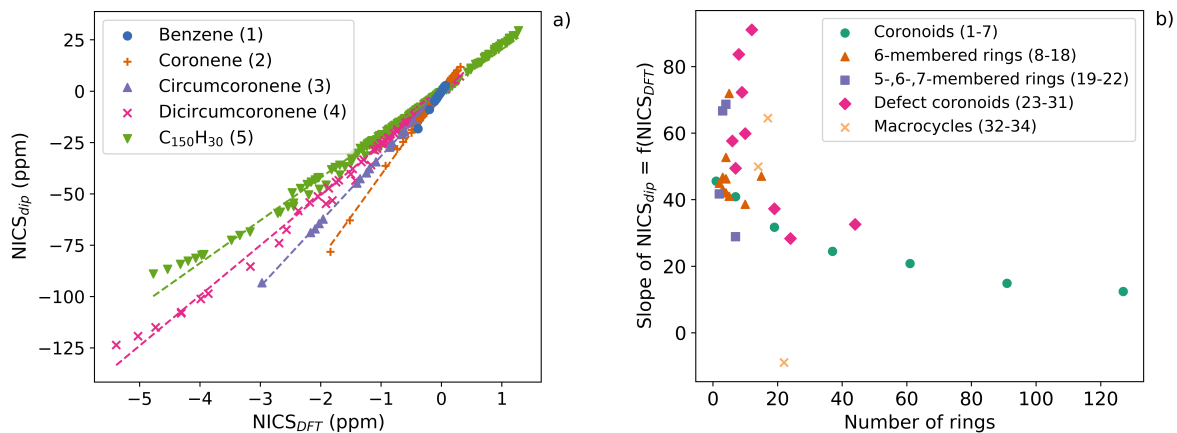 a)
Benzene (1)
Coronene (2)
Circumcoronene (3)
Dicircumcoronene (4)
C₁₅₀H₃₀ (5)
25
0
−25
−50
−75
−100
−125
NICS_dip (ppm)
−5 −4 −3 −2 −1 0 1
NICS_DFT (ppm)
b)
Coronoids (1-7)
6-membered rings (8-18)
5-,6-,7-membered rings (19-22)
Defect coronoids (23-31)
Macrocycles (32-34)
80
60
40
20
0
Slope of NICS_dip = f(NICS_DFT)
0 20 40 60 80 100 120
Number of rings